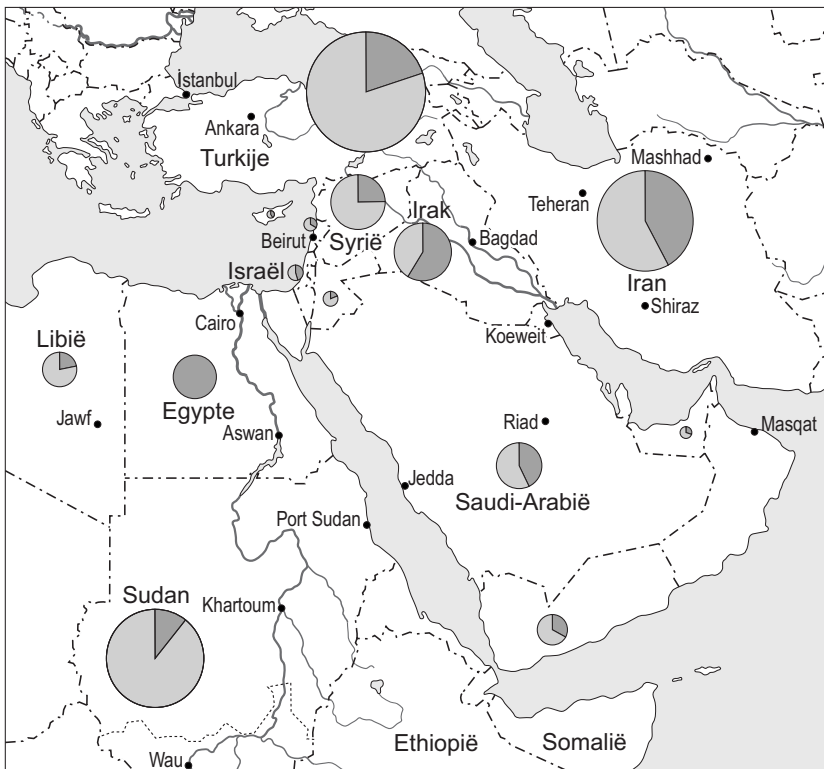 İstanbul
Ankara
Turkije
Mashhad
Teheran
Beirut
Syrië
Irak
Bagdad
Israël
Iran
Shiraz
Cairo
Koeweit
Libië
Jawf
Egypte
Aswan
Riad
Masqat
Jedda
Saudi-Arabië
Port Sudan
Sudan
Khartoum
Wau
Ethiopië
Somalië